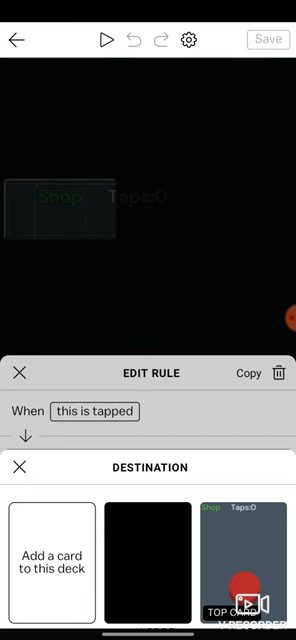 Save
Shop Taps:0
EDIT RULE Copy
When this is tapped
DESTINATION
Add a card
to this deck
Shop Taps:0
TOP CARD
V RECORDER